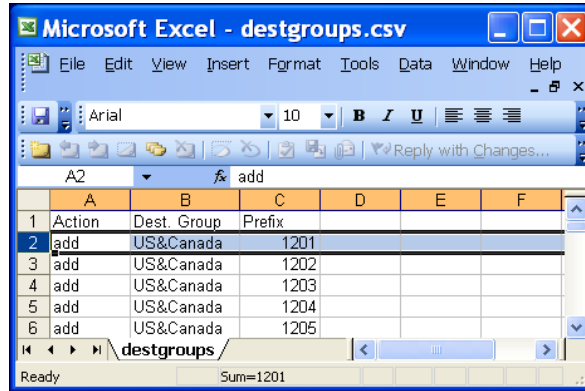 Microsoft Excel - destgroups.csv
File Edit View Insert Format Tools Data Window Help
Arial 10 B I U
Reply with Changes...
A2 fx add
A B C D E F
1 Action Dest. Group Prefix
2 add US&Canada 1201
3 add US&Canada 1202
4 add US&Canada 1203
5 add US&Canada 1204
6 add US&Canada 1205
destgroups
Ready Sum=1201